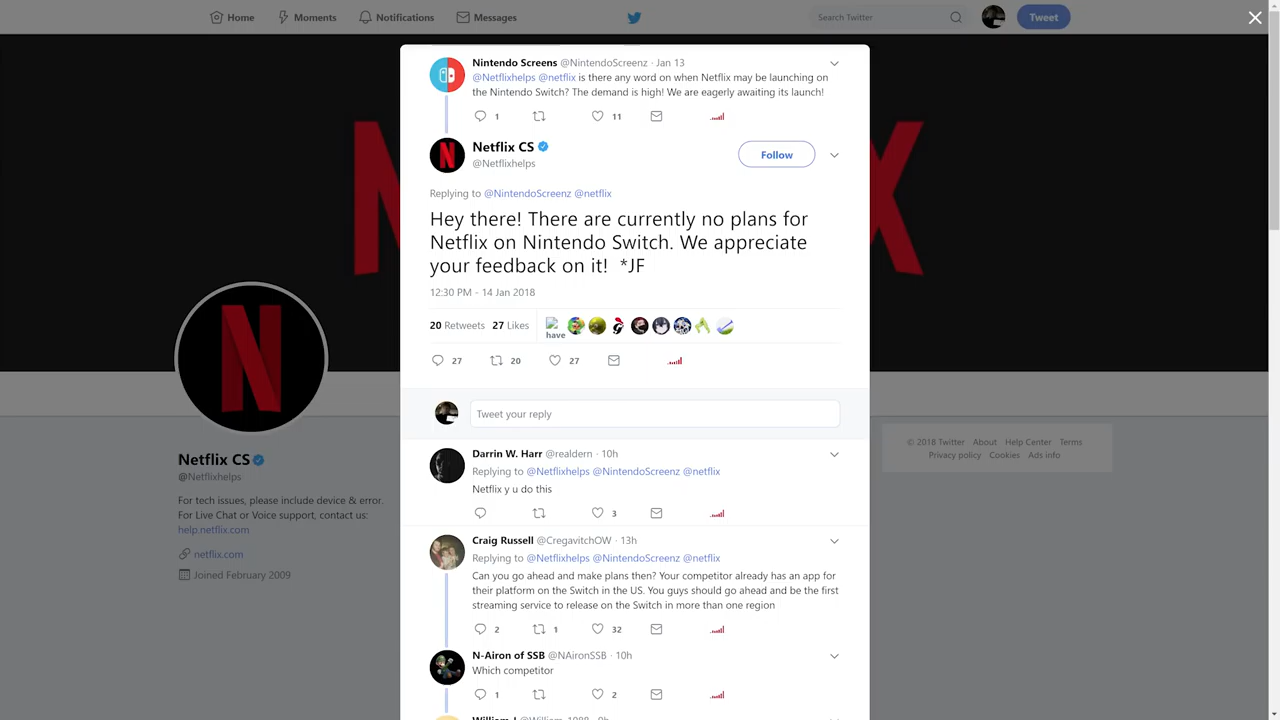 Home
Moments
Notifications
Messages
Search Twitter
Tweet
Nintendo Screens @NintendoScreenz · Jan 13
@Netflixhelps @netflix is there any word on when Netflix may be launching on
the Nintendo Switch? The demand is high! We are eagerly awaiting its launch!
1
11
Netflix CS
@Netflixhelps
Follow
Replying to @NintendoScreenz @netflix
Hey there! There are currently no plans for
Netflix on Nintendo Switch. We appreciate
your feedback on it! *JF
12:30 PM - 14 Jan 2018
20 Retweets 27 Likes
have
27
20
27
Tweet your reply
Darrin W. Harr @realdern · 10h
Replying to @Netflixhelps @NintendoScreenz @netflix
Netflix y u do this
3
Craig Russell @CregavitchOW · 13h
Replying to @Netflixhelps @NintendoScreenz @netflix
Can you go ahead and make plans then? Your competitor already has an app for
their platform on the Switch in the US. You guys should go ahead and be the first
streaming service to release on the Switch in more than one region
2
1
32
N-Airon of SSB @NAironSSB · 10h
Which competitor
1
2
N
Netflix CS
@Netflixhelps
For tech issues, please include device & error.
For Live Chat or Voice support, contact us:
help.netflix.com
netflix.com
Joined February 2009
© 2018 Twitter About Help Center Terms
Privacy policy Cookies Ads info